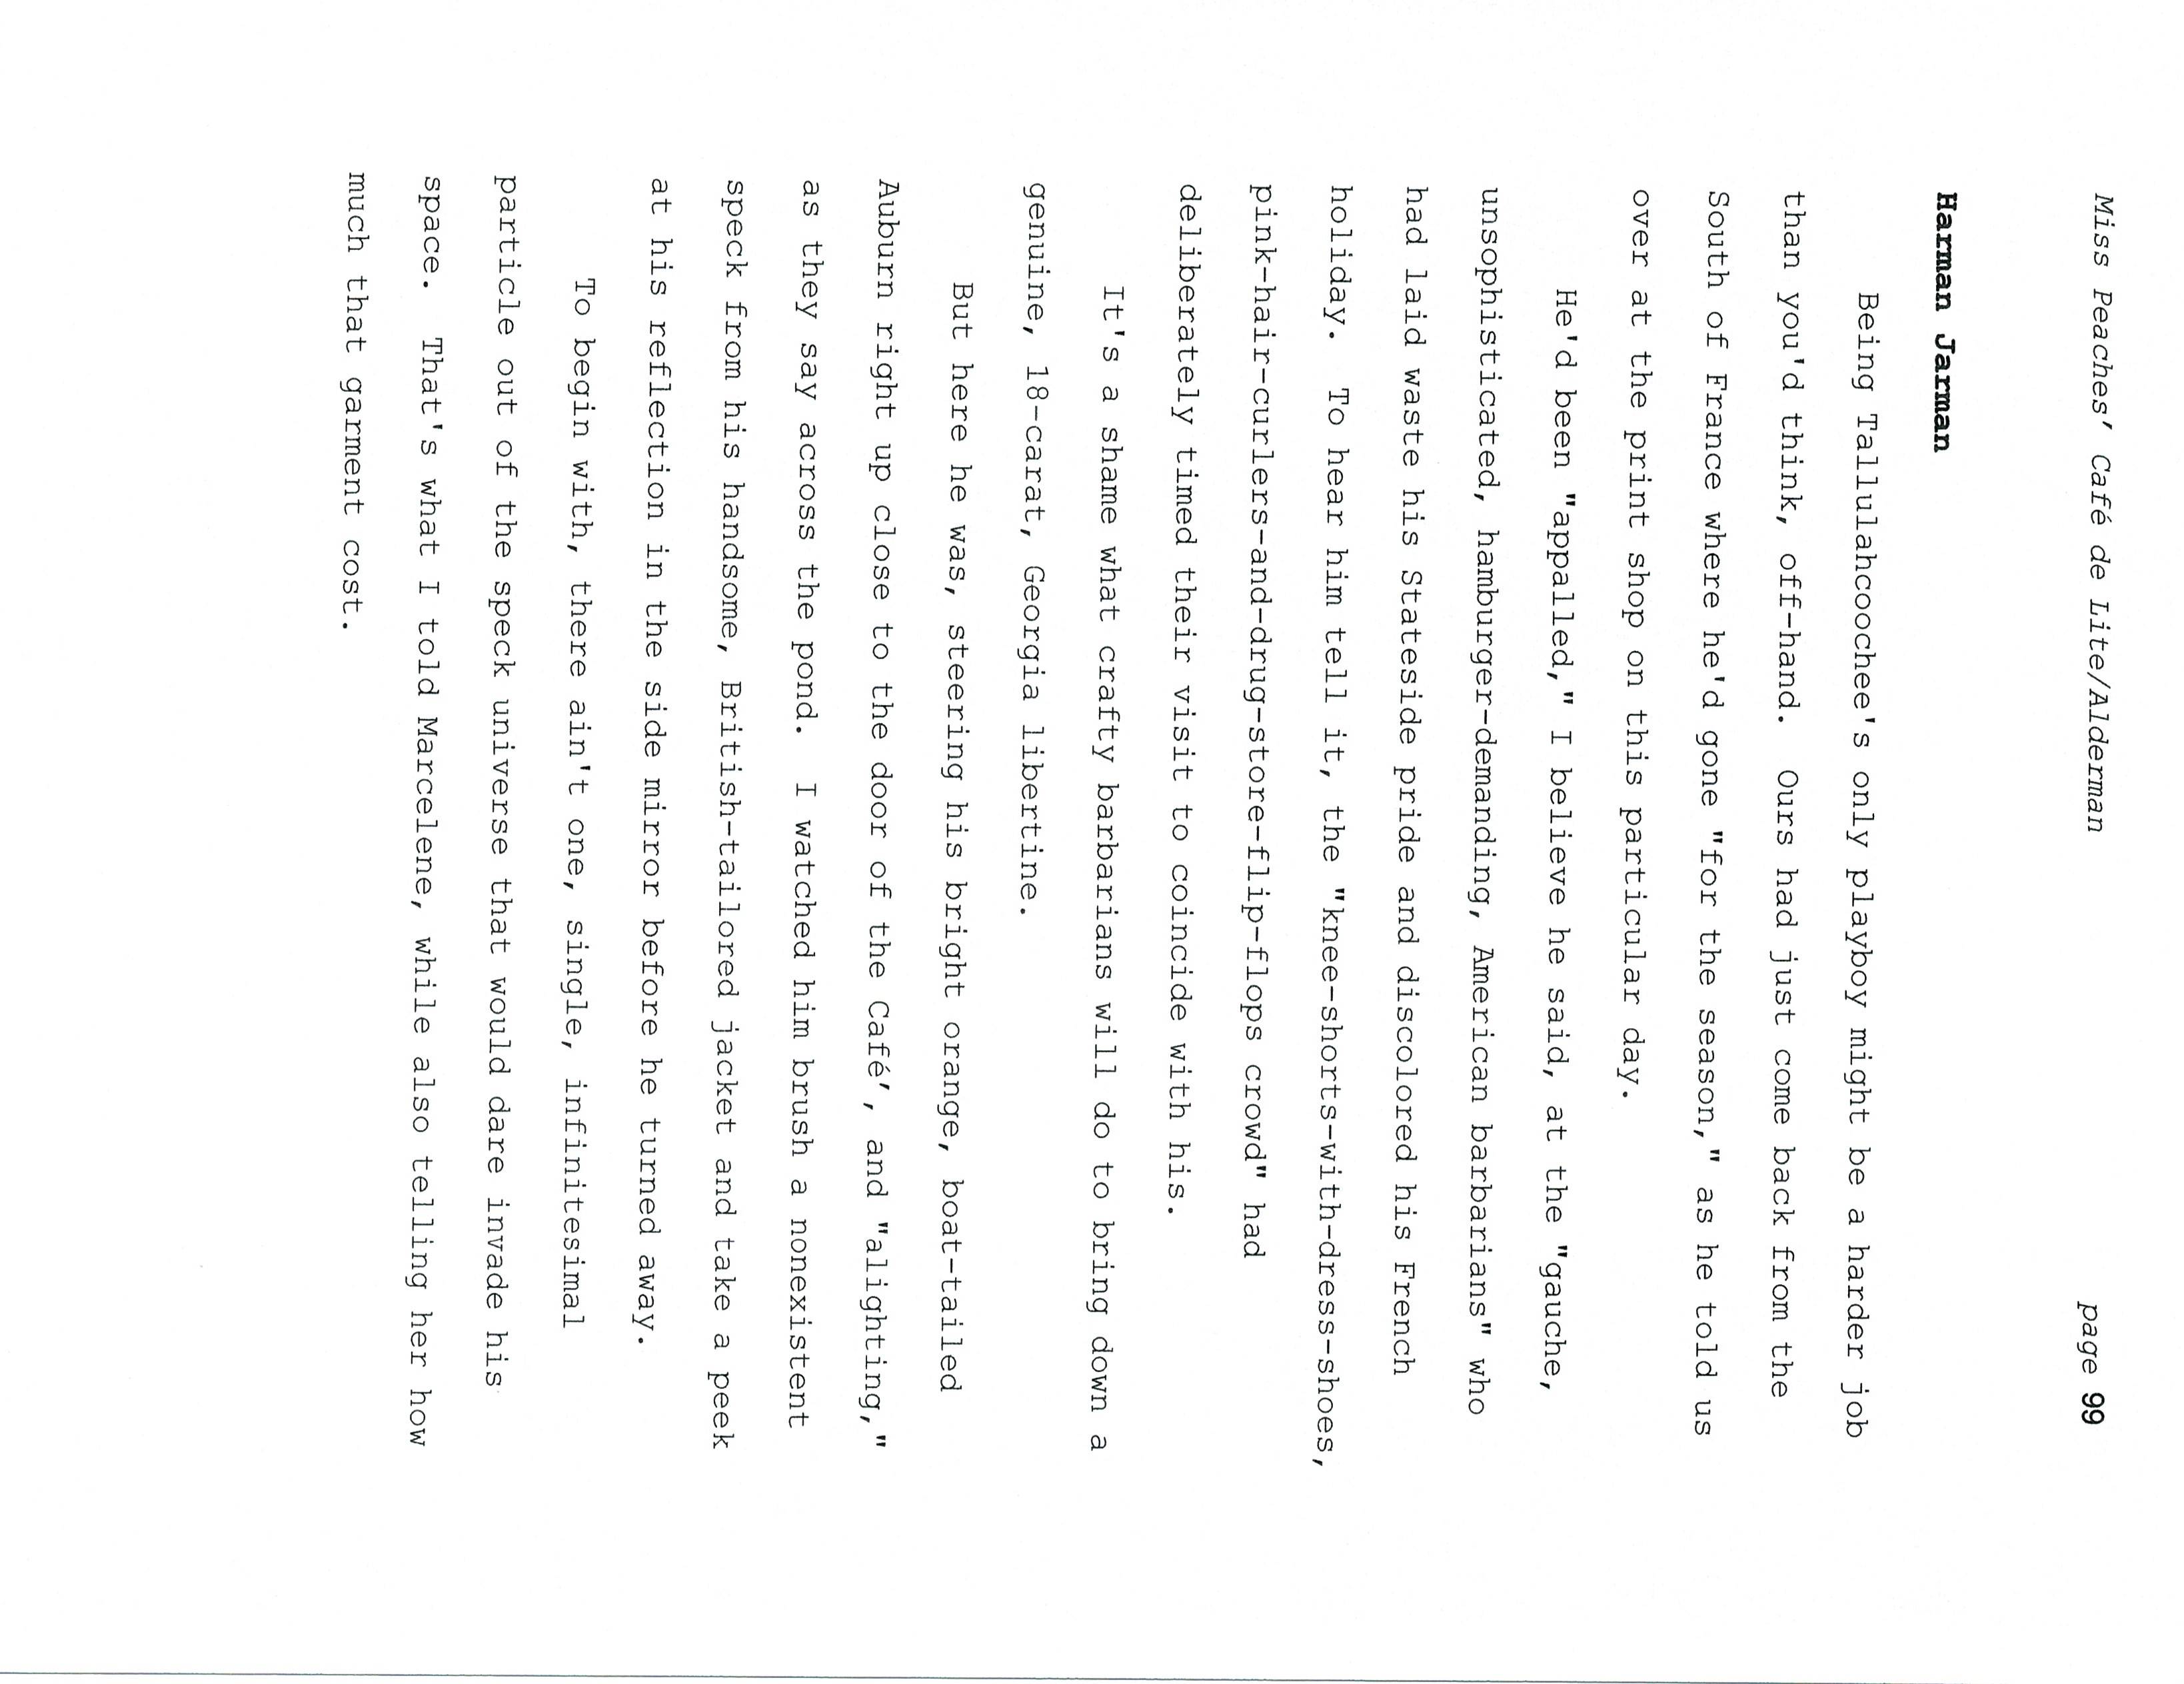 Miss Peaches' Café de Lite/Alderman page 99
Harman Jarman
Being Tallulahcoochee's only playboy might be a harder job
than you'd think, off-hand. Ours had just come back from the
South of France where he'd gone "for the season," as he told us
over at the print shop on this particular day.
He'd been "appalled," I believe he said, at the "gauche,
unsophisticated, hamburger-demanding, American barbarians" who
had laid waste his Stateside pride and discolored his French
holiday. To hear him tell it, the "knee-shorts-with-dress-shoes,
pink-hair-curlers-and-drug-store-flip-flops crowd" had
deliberately timed their visit to coincide with his.
It's a shame what crafty barbarians will do to bring down a
genuine, 18-carat, Georgia libertine.
But here he was, steering his bright orange, boat-tailed
Auburn right up close to the door of the Café', and "alighting,"
as they say across the pond. I watched him brush a nonexistent
speck from his handsome, British-tailored jacket and take a peek
at his reflection in the side mirror before he turned away.
To begin with, there ain't one, single, infinitesimal
particle out of the speck universe that would dare invade his
space. That's what I told Marcelene, while also telling her how
much that garment cost.